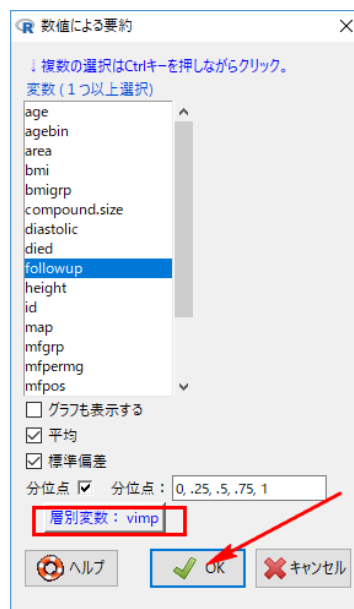 数値による要約
↓複数の選択はCtrlキーを押しながらクリック。
変数(1つ以上選択)
age
agebin
area
bmi
bmigrp
compound.size
diastolic
died
followup
height
id
map
mfgrp
mfpermg
mfpos
グラフも表示する
平均
標準偏差
分位点 分位点: 0, .25, .5, .75, 1
層別変数: vimp
ヘルプ OK キャンセル